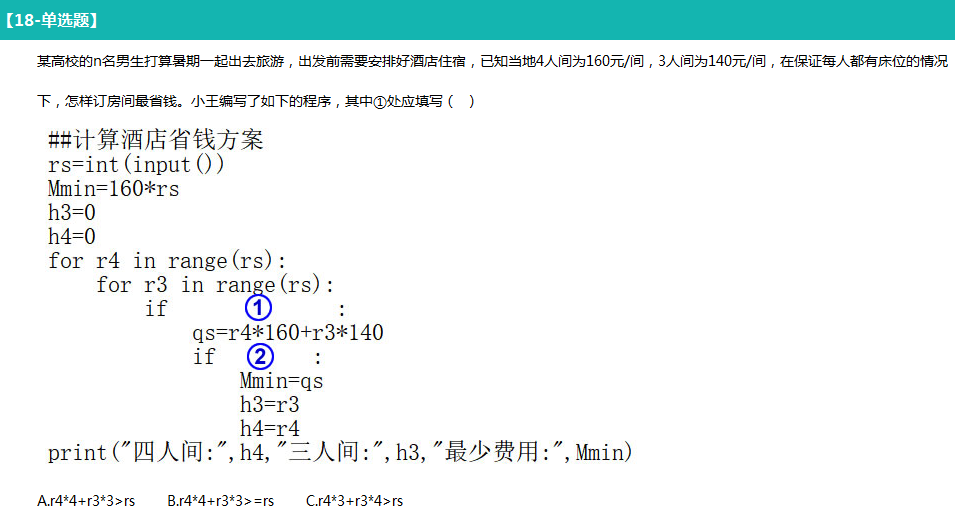 【18-单选题】
某高校的n名男生打算暑期一起出去旅游，出发前需要安排好酒店住宿，已知当地4人间为160元/间，3人间为140元/间，在保证每人都有床位的情况
下，怎样订房间最省钱。小王编写了如下的程序，其中①处应填写（ ）
##计算酒店省钱方案
rs=int(input())
Mmin=160*rs
h3=0
h4=0
for r4 in range(rs):
    for r3 in range(rs):
        if ① :
            qs=r4*160+r3*140
            if ② :
                Mmin=qs
                h3=r3
                h4=r4
print("四人间:",h4,"三人间:",h3,"最少费用:",Mmin)
A.r4*4+r3*3>rs B.r4*4+r3*3>=rs C.r4*3+r3*4>rs